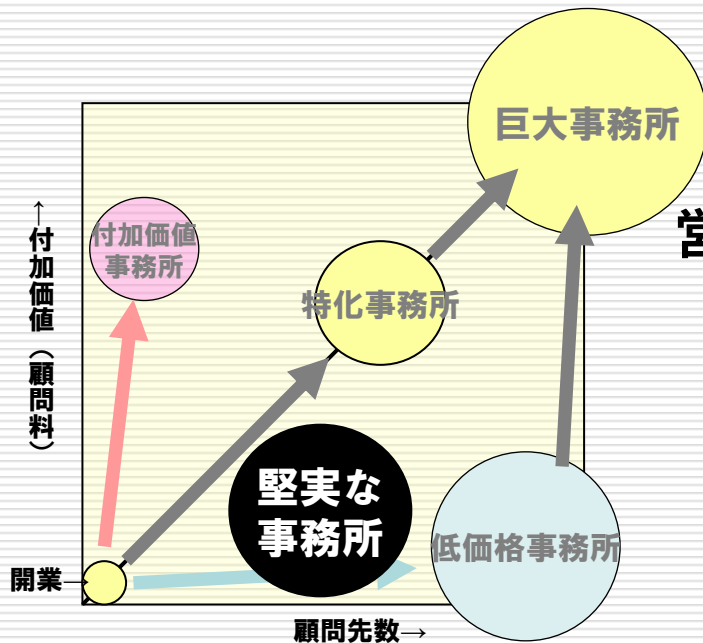 巨大事務所
営
↑付加価値（顧問料）
付加価値
事務所
特化事務所
堅実な
事務所
低価格事務所
開業→
顧問先数→